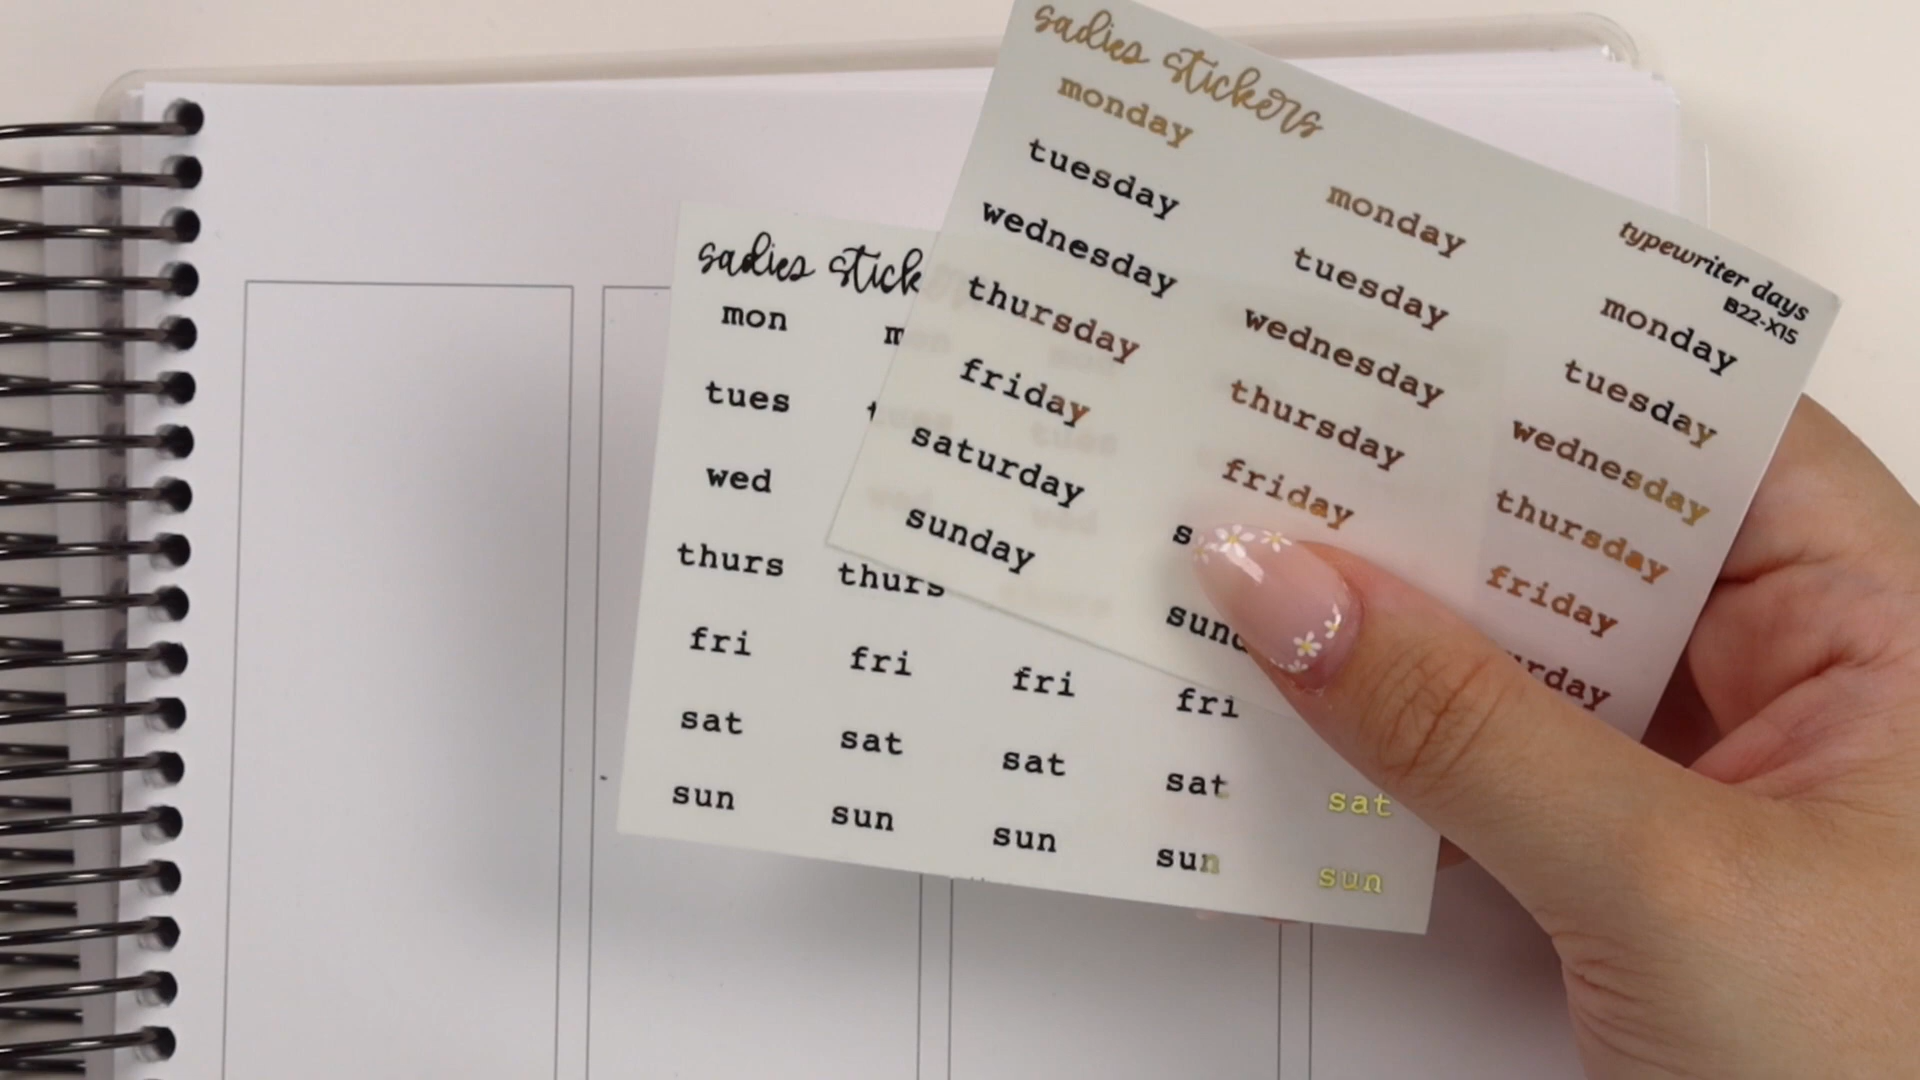 sadies stickers
typewriter days
B22-X15
monday monday monday
tuesday tuesday tuesday
wednesday wednesday wednesday
thursday thursday thursday
friday friday friday
saturday
sunday
sadies stick
mon
tues
wed
thurs thurs
fri fri fri fri
sat sat sat sat sat
sun sun sun sun sun